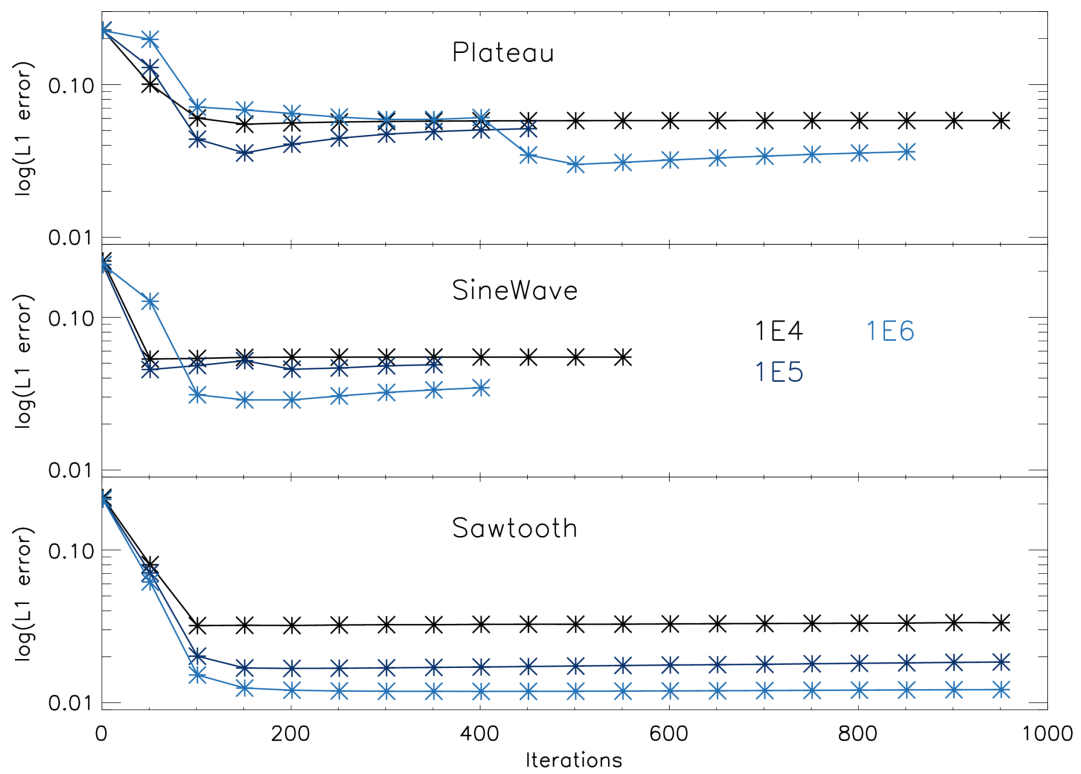 Plateau
0.10
0.01
log(L1 error)
SineWave
0.10
0.01
log(L1 error)
1E4 1E6
1E5
Sawtooth
0.10
0.01
log(L1 error)
0 200 400 600 800 1000
Iterations